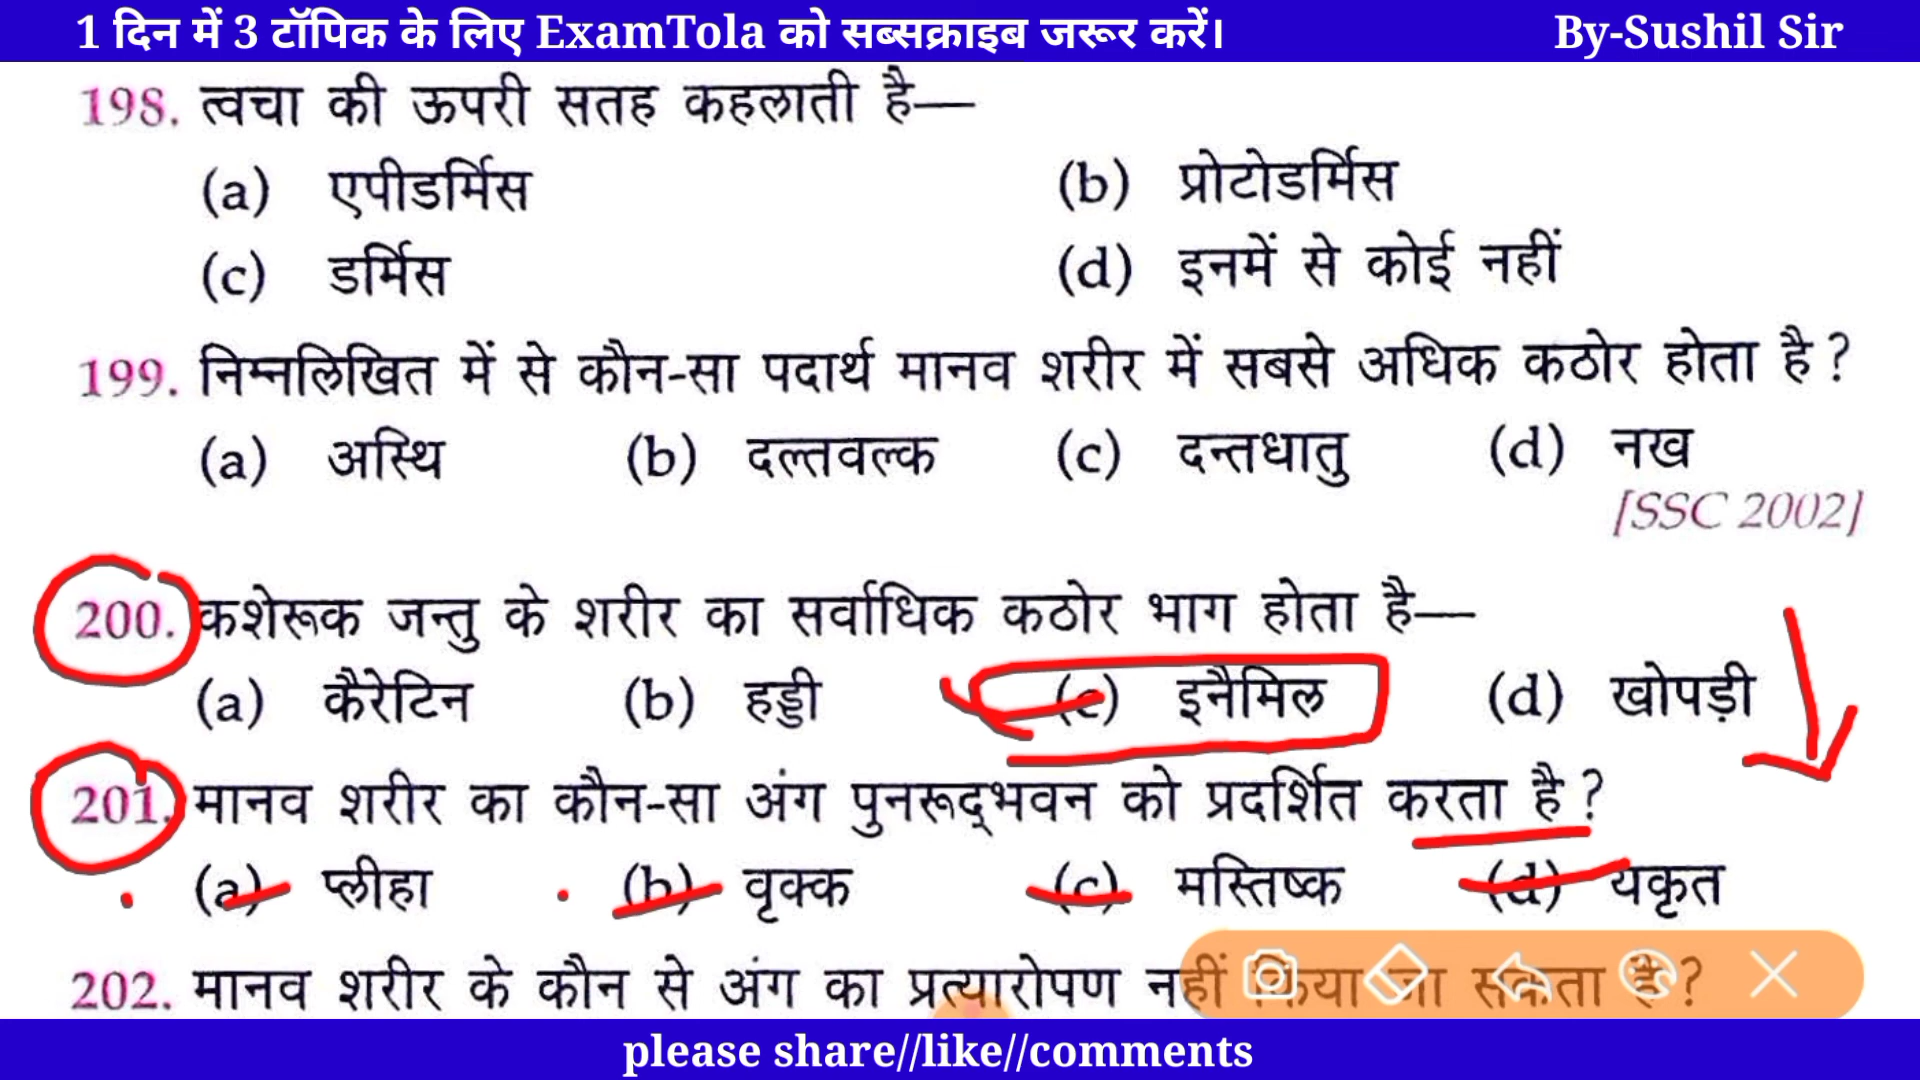 1 दिन में 3 टॉपिक के लिए ExamTola को सब्सक्राइब जरूर करें। By-Sushil Sir
198. त्वचा की ऊपरी सतह कहलाती है—
(a) एपीडर्मिस (b) प्रोटोडर्मिस
(c) डर्मिस (d) इनमें से कोई नहीं
199. निम्नलिखित में से कौन-सा पदार्थ मानव शरीर में सबसे अधिक कठोर होता है ?
(a) अस्थि (b) दल्तवल्क (c) दन्तधातु (d) नख
[SSC 2002]
200. कशेरूक जन्तु के शरीर का सर्वाधिक कठोर भाग होता है—
(a) कैरेटिन (b) हड्डी (c) इनैमिल (d) खोपड़ी
201. मानव शरीर का कौन-सा अंग पुनरूद्भवन को प्रदर्शित करता है ?
(a) प्लीहा (b) वृक्क (c) मस्तिष्क (d) यकृत
202. मानव शरीर के कौन से अंग का प्रत्यारोपण नहीं किया जा सकता है ?
please share//like//comments